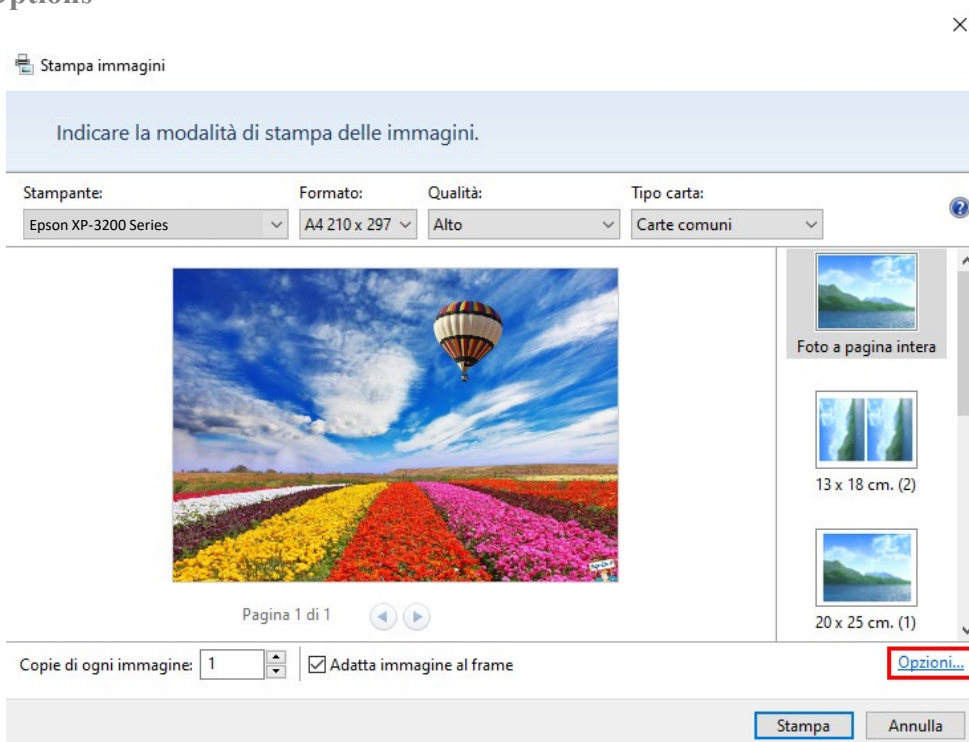 Options
Stampa immagini
Indicare la modalità di stampa delle immagini.
Stampante: Formato: Qualità: Tipo carta:
Epson XP-3200 Series A4 210 x 297 Alto Carte comuni
Foto a pagina intera
13 x 18 cm. (2)
20 x 25 cm. (1)
Pagina 1 di 1
Copie di ogni immagine: 1 Adatta immagine al frame Opzioni...
Stampa Annulla